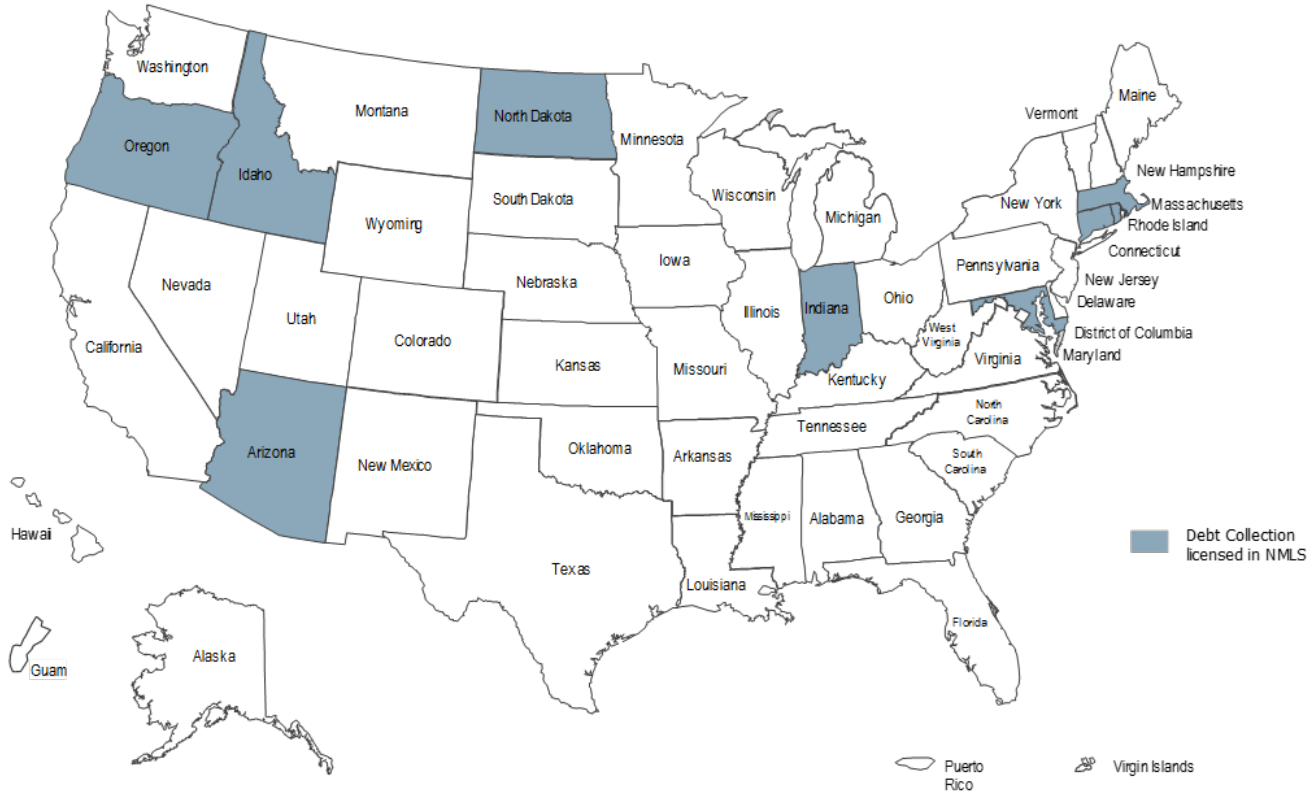 Washington
Montana
North Dakota
Minnesota
Maine
Vermont
Oregon
Idaho
South Dakota
Wisconsin
Michigan
New York
New Hampshire
Massachusetts
Rhode Island
Connecticut
Wyoming
Iowa
Pennsylvania
New Jersey
Nevada
Nebraska
Ohio
Delaware
Utah
Illinois
Indiana
District of Columbia
California
Colorado
West
Virginia
Virginia
Maryland
Kansas
Missouri
Kentucky
North
Carolina
Tennessee
Arizona
New Mexico
Oklahoma
Arkansas
South
Carolina
Mississippi
Alabama
Georgia
Hawaii
Debt Collection
licensed in NMLS
Texas
Louisiana
Florida
Alaska
Guam
Puerto
Rico
Virgin Islands